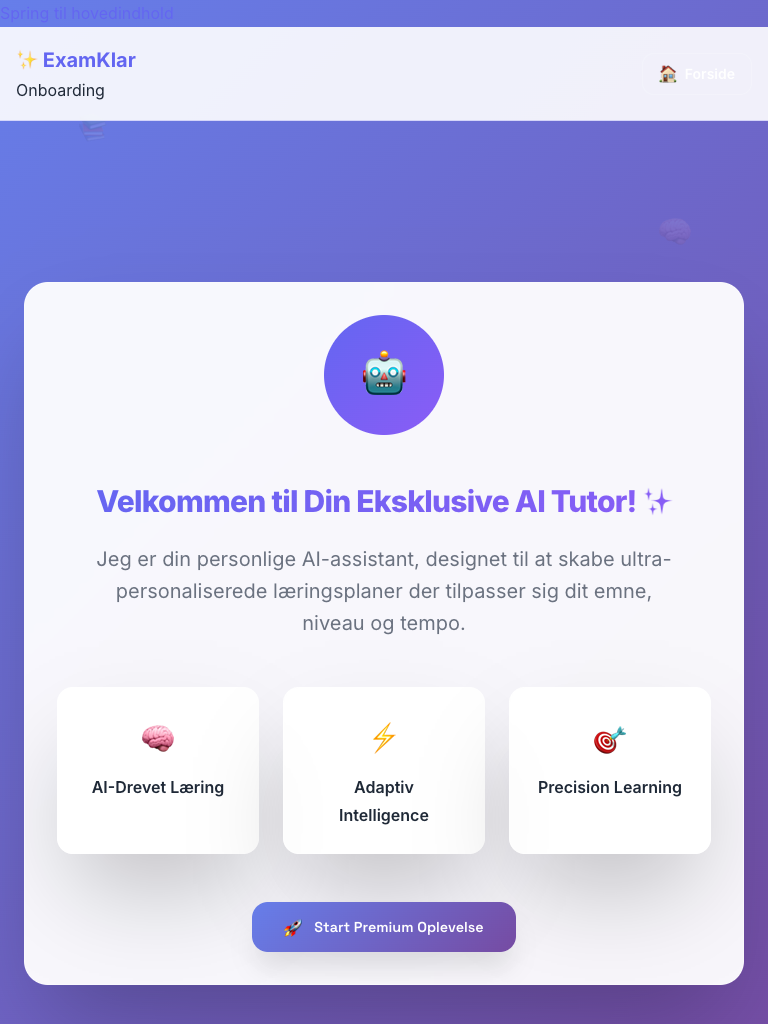 Spring til hovedindhold
✨ ExamKlar
Onboarding
🏠 Forside
Velkommen til Din Eksklusive AI Tutor! ✨
Jeg er din personlige AI-assistant, designet til at skabe ultra-
personaliserede læringsplaner der tilpasser sig dit emne,
niveau og tempo.
AI-Drevet Læring
Adaptiv
Intelligence
Precision Learning
🚀 Start Premium Oplevelse